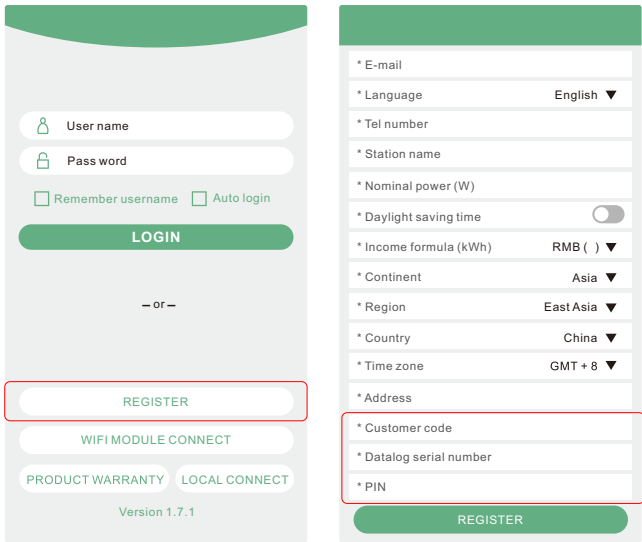 User name
Pass word
Remember username Auto login
LOGIN
– or –
REGISTER
WIFI MODULE CONNECT
PRODUCT WARRANTY LOCAL CONNECT
Version 1.7.1
* E-mail
* Language English ▼
* Tel number
* Station name
* Nominal power (W)
* Daylight saving time
* Income formula (kWh) RMB ( ) ▼
* Continent Asia ▼
* Region East Asia ▼
* Country China ▼
* Time zone GMT + 8 ▼
* Address
* Customer code
* Datalog serial number
* PIN
REGISTER